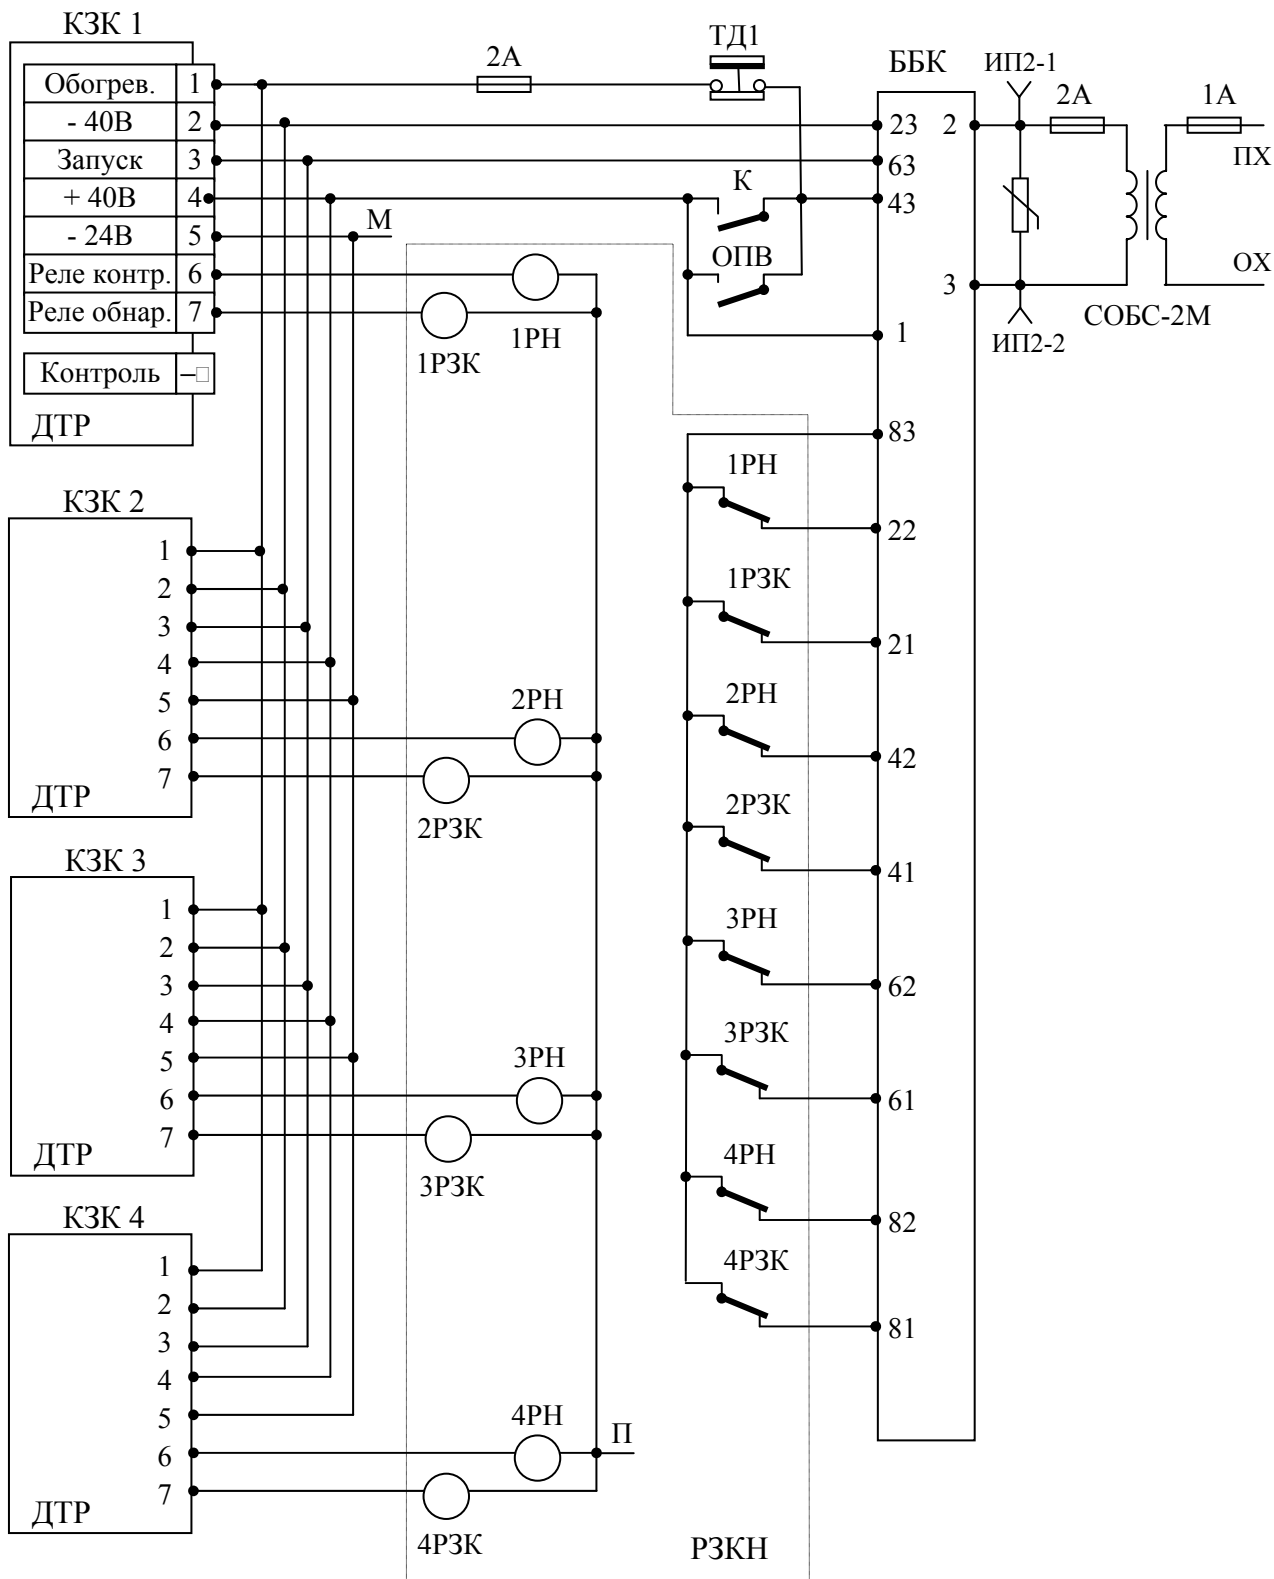 КЗК 1
Обогрев. 1
- 40В 2
Запуск 3
+ 40В 4
- 24В 5
Реле контр. 6
Реле обнар. 7
Контроль
ДТР
2А
ТД1
ББК
ИП2-1
2А
1А
ПХ
ОХ
СОБС-2М
ИП2-2
К
ОПВ
М
1РН
1РЗК
23
63
43
1
83
22
21
42
41
62
61
82
81
2
3
1РН
1РЗК
2РН
2РЗК
3РН
3РЗК
4РН
4РЗК
КЗК 2
1
2
3
4
5
6
7
ДТР
2РН
2РЗК
КЗК 3
1
2
3
4
5
6
7
ДТР
3РН
3РЗК
КЗК 4
1
2
3
4
5
6
7
ДТР
4РН
П
4РЗК
РЗКН